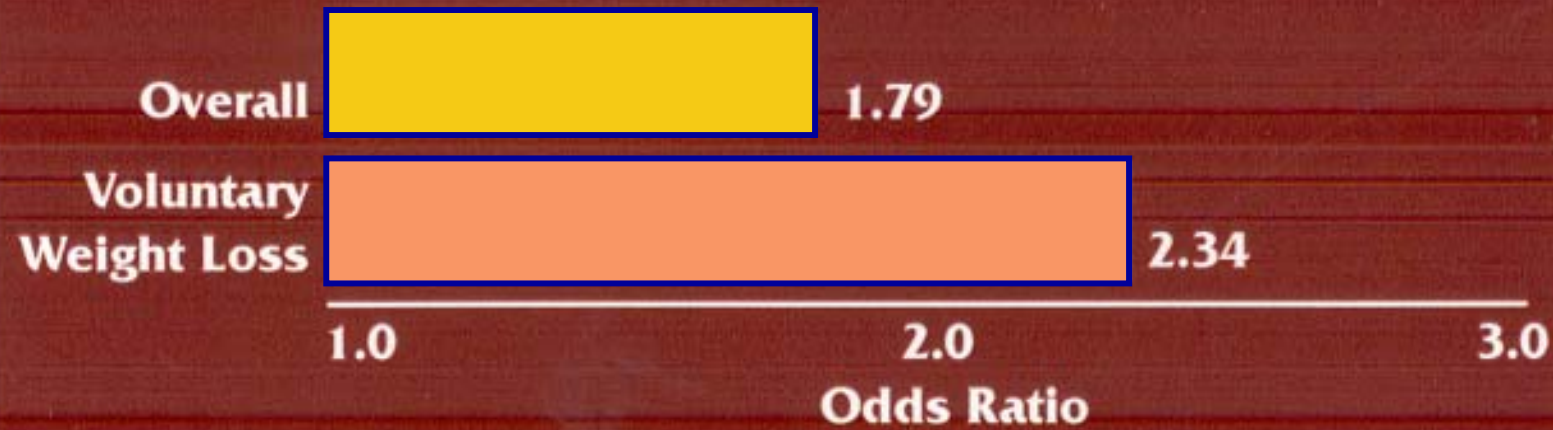 Overall
1.79
Voluntary
Weight Loss
2.34
1.0 2.0 3.0
Odds Ratio